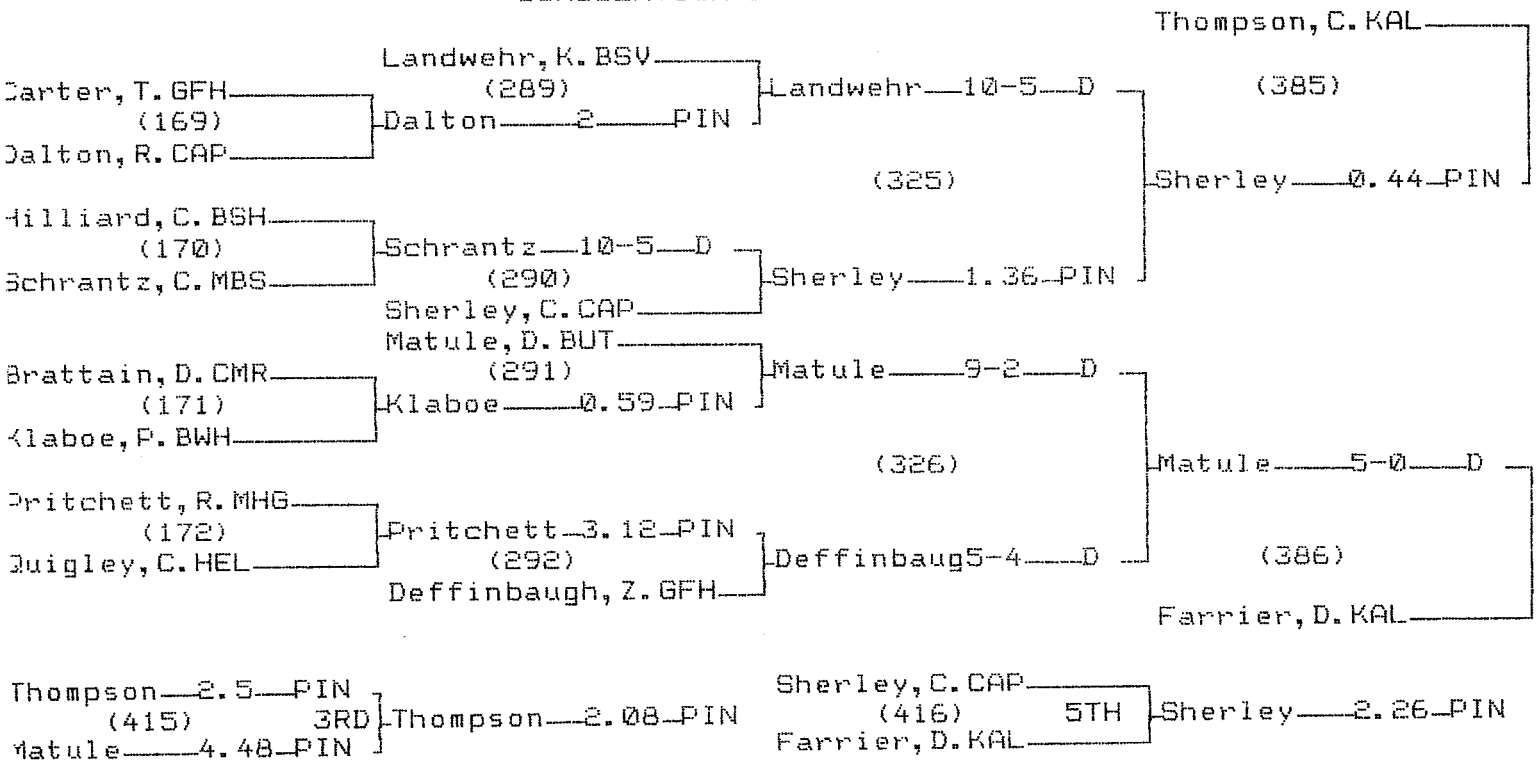 Thompson, C. KAL
Landwehr, K. BSV
Carter, T. GFH (289) Landwehr 10-5 D (385)
(169) Dalton 2 PIN
Dalton, R. CAP
(325) Sherley 0.44 PIN
Hilliard, C. BSH
(170) Schrantz 10-5 D
Schrantz, C. MBS (290) Sherley 1.36 PIN
Sherley, C. CAP
Matule, D. BUT
Brattain, D. CMR (291) Matule 9-2 D
(171) Klaboe 0.59 PIN
Klaboe, P. BWH
(326) Matule 5-0 D
Pritchett, R. MHG
(172) Pritchett 3.12 PIN
Quigley, C. HEL (292) Deffinbaug5-4 D (386)
Deffinbaugh, Z. GFH
Farrier, D. KAL
Thompson 2.5 PIN Sherley, C. CAP
(415) 3RD Thompson 2.08 PIN (416) 5TH Sherley 2.26 PIN
Matule 4.48 PIN Farrier, D. KAL